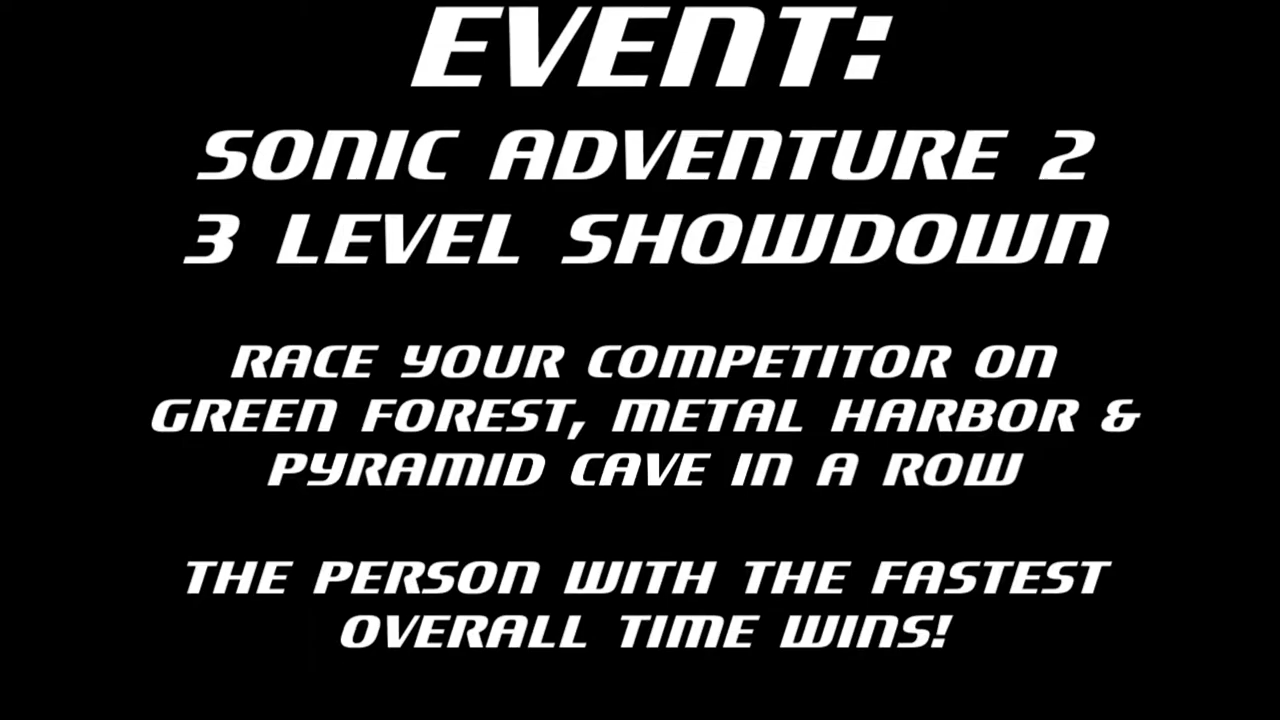 EVENT:
SONIC ADVENTURE 2
3 LEVEL SHOWDOWN
RACE YOUR COMPETITOR ON
GREEN FOREST, METAL HARBOR &
PYRAMID CAVE IN A ROW
THE PERSON WITH THE FASTEST
OVERALL TIME WINS!